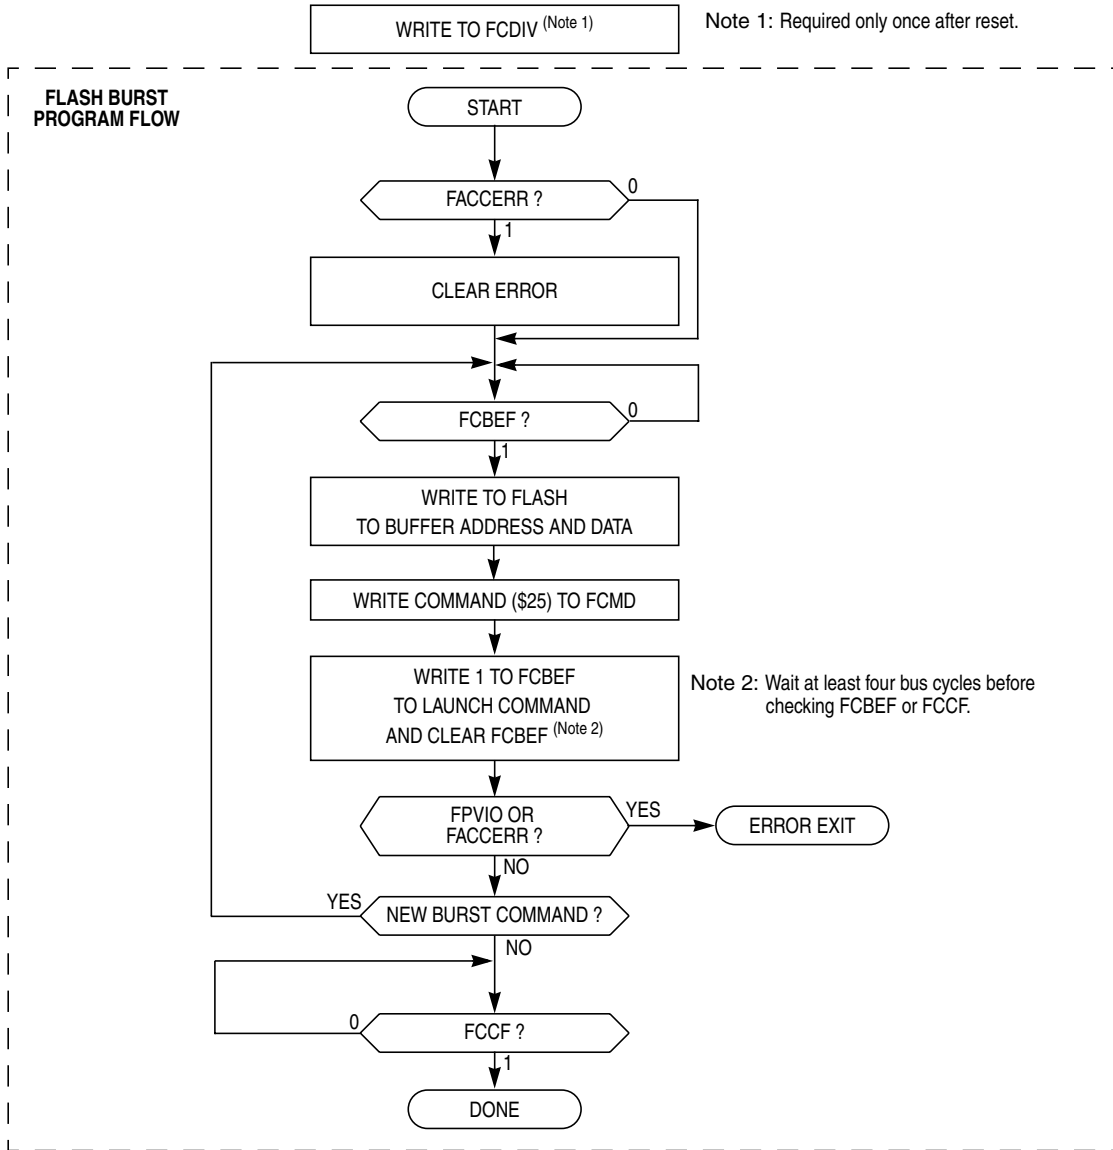 WRITE TO FCDIV (Note 1)
Note 1: Required only once after reset.
FLASH BURST
PROGRAM FLOW
START
FACCERR ?
0
1
CLEAR ERROR
FCBEF ?
0
1
WRITE TO FLASH
TO BUFFER ADDRESS AND DATA
WRITE COMMAND ($25) TO FCMD
WRITE 1 TO FCBEF
TO LAUNCH COMMAND
AND CLEAR FCBEF (Note 2)
Note 2: Wait at least four bus cycles before
checking FCBEF or FCCF.
FPVIO OR
FACCERR ?
YES
ERROR EXIT
NO
YES
NEW BURST COMMAND ?
NO
0
FCCF ?
1
DONE